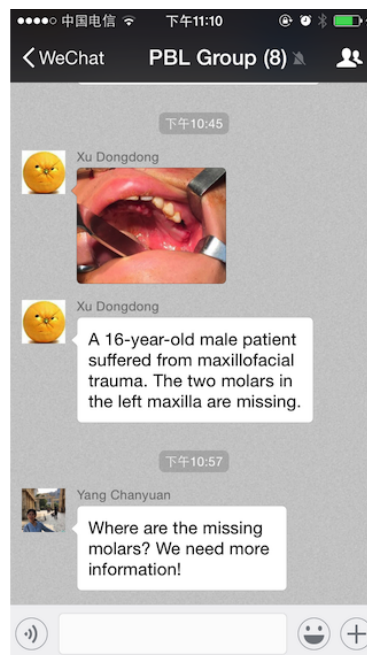 中国电信
下午11:10
WeChat
PBL Group (8)
下午10:45
Xu Dongdong
Xu Dongdong
A 16-year-old male patient
suffered from maxillofacial
trauma. The two molars in
the left maxilla are missing.
下午10:57
Yang Chanyuan
Where are the missing
molars? We need more
information!